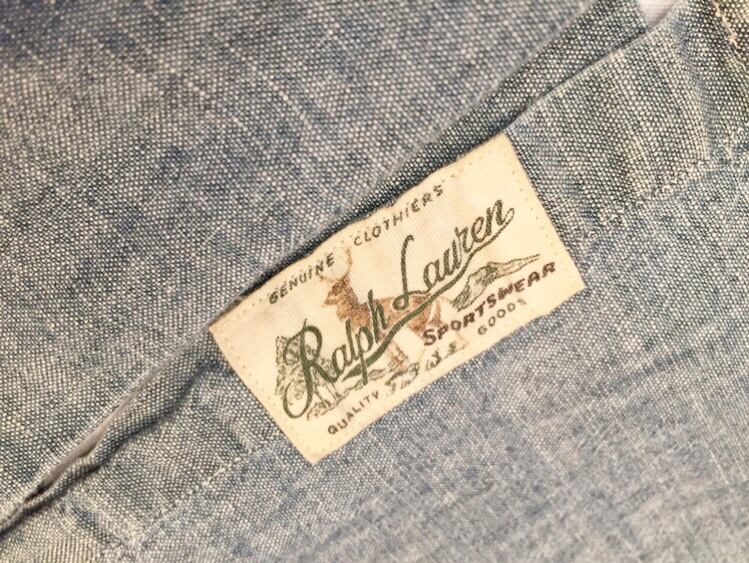 GENUINE CLOTHIERS
Ralph Lauren
SPORTSWEAR
QUALITY GOODS